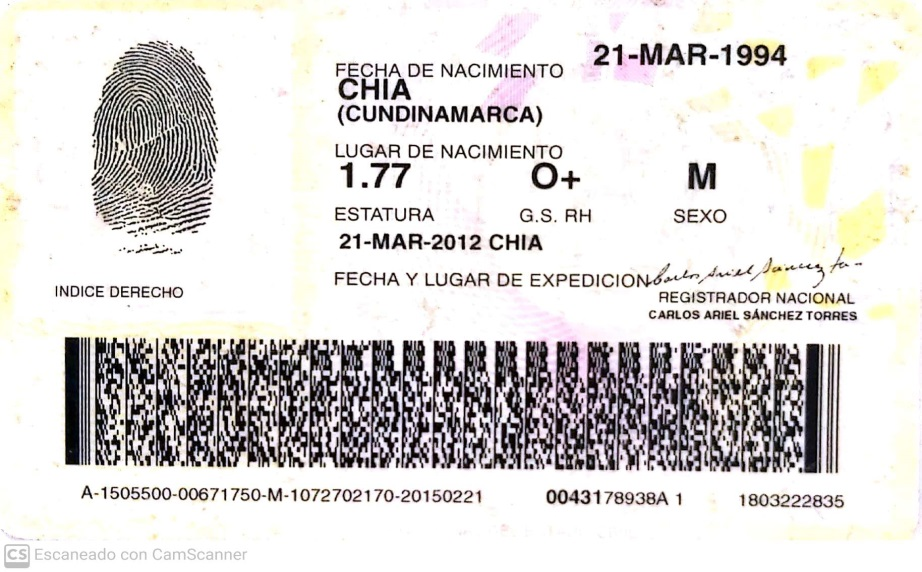 21-MAR-1994
FECHA DE NACIMIENTO
CHIA
(CUNDINAMARCA)
LUGAR DE NACIMIENTO
1.77 O+ M
ESTATURA G.S. RH SEXO
21-MAR-2012 CHIA
FECHA Y LUGAR DE EXPEDICION
INDICE DERECHO
REGISTRADOR NACIONAL
CARLOS ARIEL SÁNCHEZ TORRES
A-1505500-00671750-M-1072702170-20150221 0043178938A 1 1803222835
CS Escaneado con CamScanner